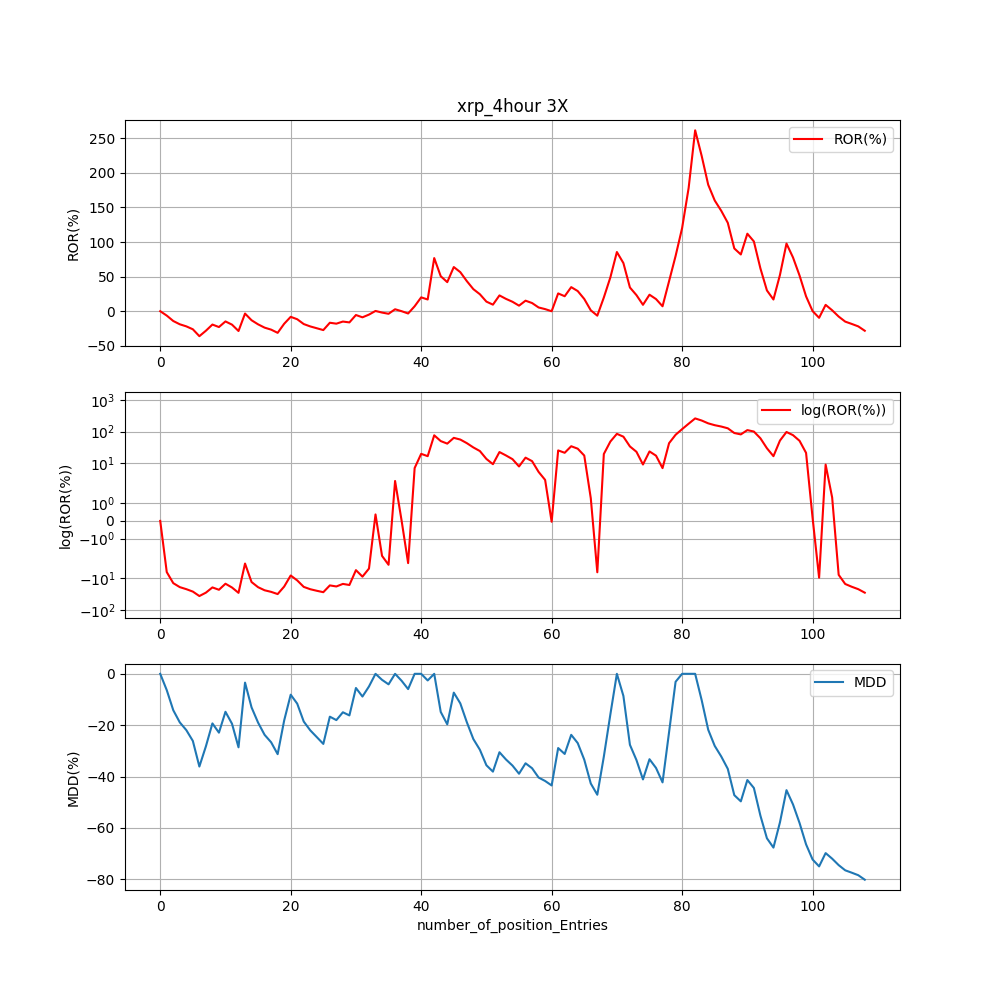 xrp_4hour 3X
ROR(%)
ROR(%)
250
200
150
100
50
0
−50
0 20 40 60 80 100
log(ROR(%))
log(ROR(%))
10³
10²
10¹
10⁰
0
−10⁰
−10¹
−10²
0 20 40 60 80 100
MDD
MDD(%)
0
−20
−40
−60
−80
0 20 40 60 80 100
number_of_position_Entries